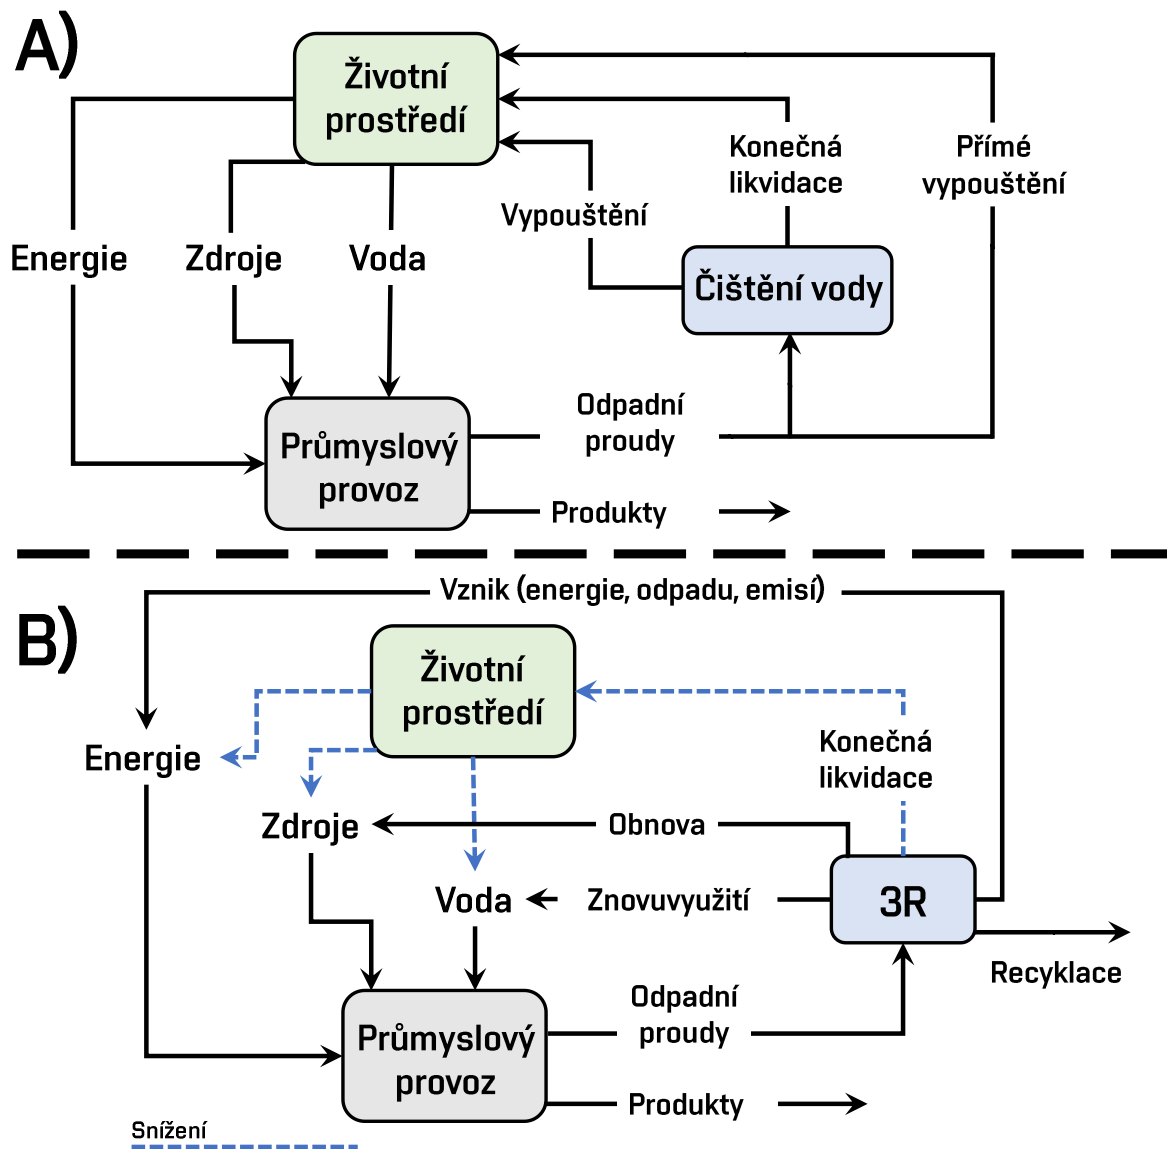 A)
Životní
prostředí
Konečná
likvidace
Přímé
vypouštění
Vypouštění
Energie
Zdroje
Voda
Čištění vody
Odpadní
proudy
Průmyslový
provoz
Produkty
Vznik (energie, odpadu, emisí)
B)
Životní
prostředí
Energie
Konečná
likvidace
Zdroje
Obnova
Voda
Znovuvyužití
3R
Recyklace
Odpadní
proudy
Průmyslový
provoz
Produkty
Snížení